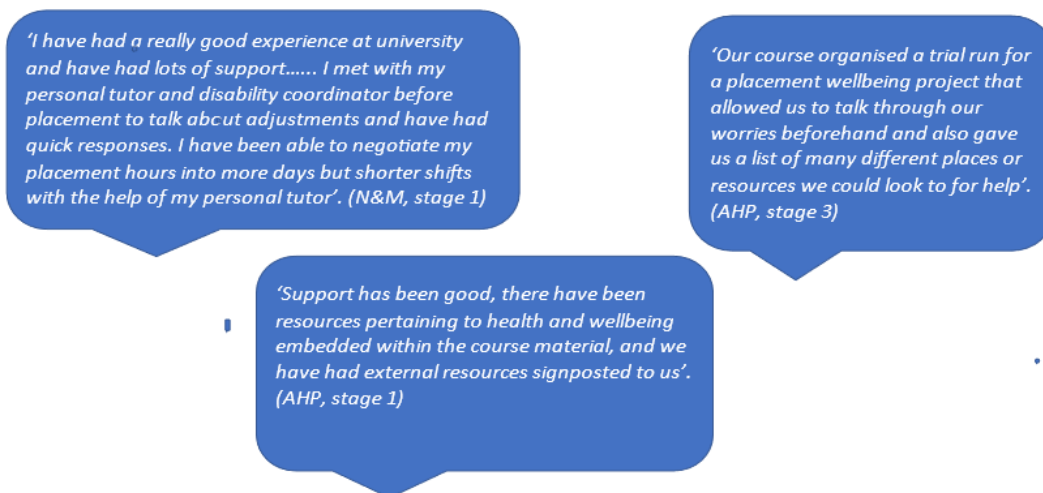 ‘I have had a really good experience at university
and have had lots of support…... I met with my
personal tutor and disability coordinator before
placement to talk about adjustments and have had
quick responses. I have been able to negotiate my
placement hours into more days but shorter shifts
with the help of my personal tutor’. (N&M, stage 1)
‘Our course organised a trial run for
a placement wellbeing project that
allowed us to talk through our
worries beforehand and also gave
us a list of many different places or
resources we could look to for help’.
(AHP, stage 3)
‘Support has been good, there have been
resources pertaining to health and wellbeing
embedded within the course material, and we
have had external resources signposted to us’.
(AHP, stage 1)